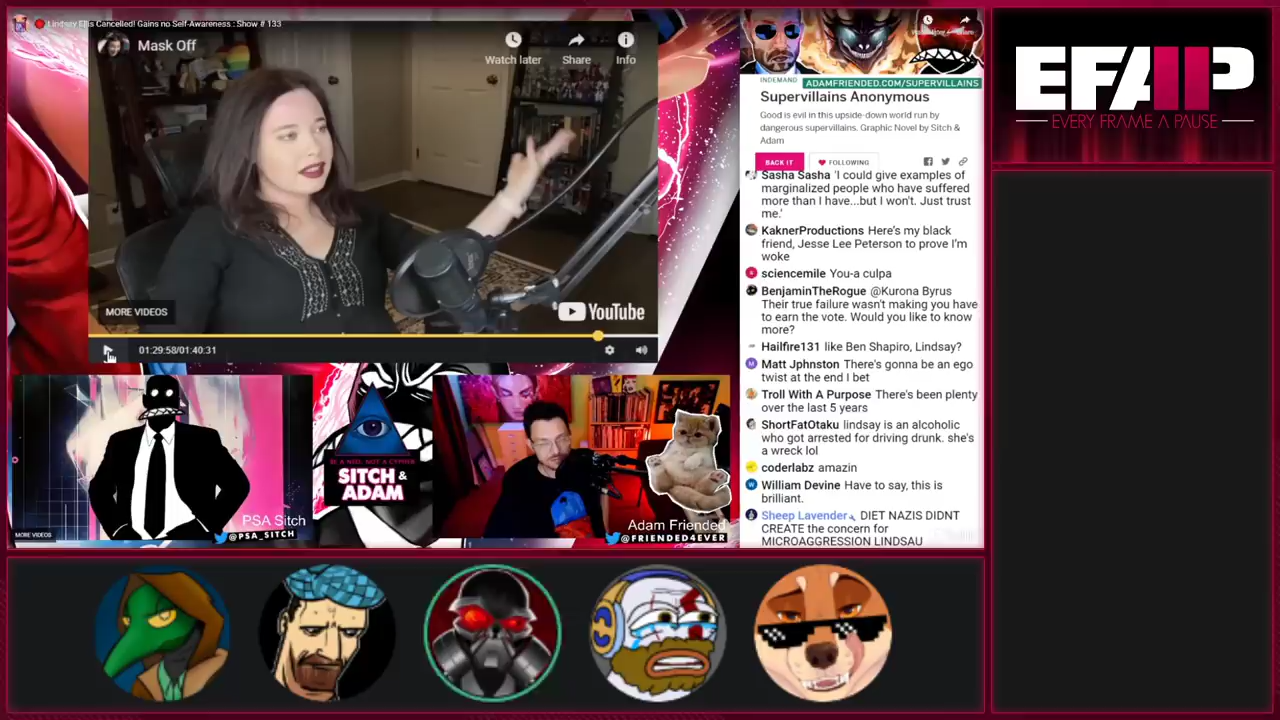 Lindsay Ellis Cancelled! Gains no Self-Awareness : Show # 133
Mask Off
Watch later
Share
Info
MORE VIDEOS
YouTube
01:29:58/01:40:31
PSA Sitch
@PSA_SITCH
MORE VIDEOS
SITCH &
ADAM
Adam Friended
@FRIENDED4EVER
INDEMAND
ADAMFRIENDED.COM/SUPERVILLAINS
Supervillains Anonymous
Good is evil in this upside-down world run by
dangerous supervillains. Graphic Novel by Sitch &
Adam
BACK IT
FOLLOWING
Sasha Sasha 'I could give examples of
marginalized people who have suffered
more than I have...but I won't. Just trust
me.'
KaknerProductions Here's my black
friend, Jesse Lee Peterson to prove I'm
woke
sciencemile You-a culpa
BenjaminTheRogue @Kurona Byrus
Their true failure wasn't making you have
to earn the vote. Would you like to know
more?
Hailfire131 like Ben Shapiro, Lindsay?
Matt Jphnston There's gonna be an ego
twist at the end I bet
Troll With A Purpose There's been plenty
over the last 5 years
ShortFatOtaku lindsay is an alcoholic
who got arrested for driving drunk. she's
a wreck lol
coderlabz amazin
William Devine Have to say, this is
brilliant.
Sheep Lavender DIET NAZIS DIDNT
CREATE the concern for
MICROAGGRESSION LINDSAU
EFAP
EVERY FRAME A PAUSE